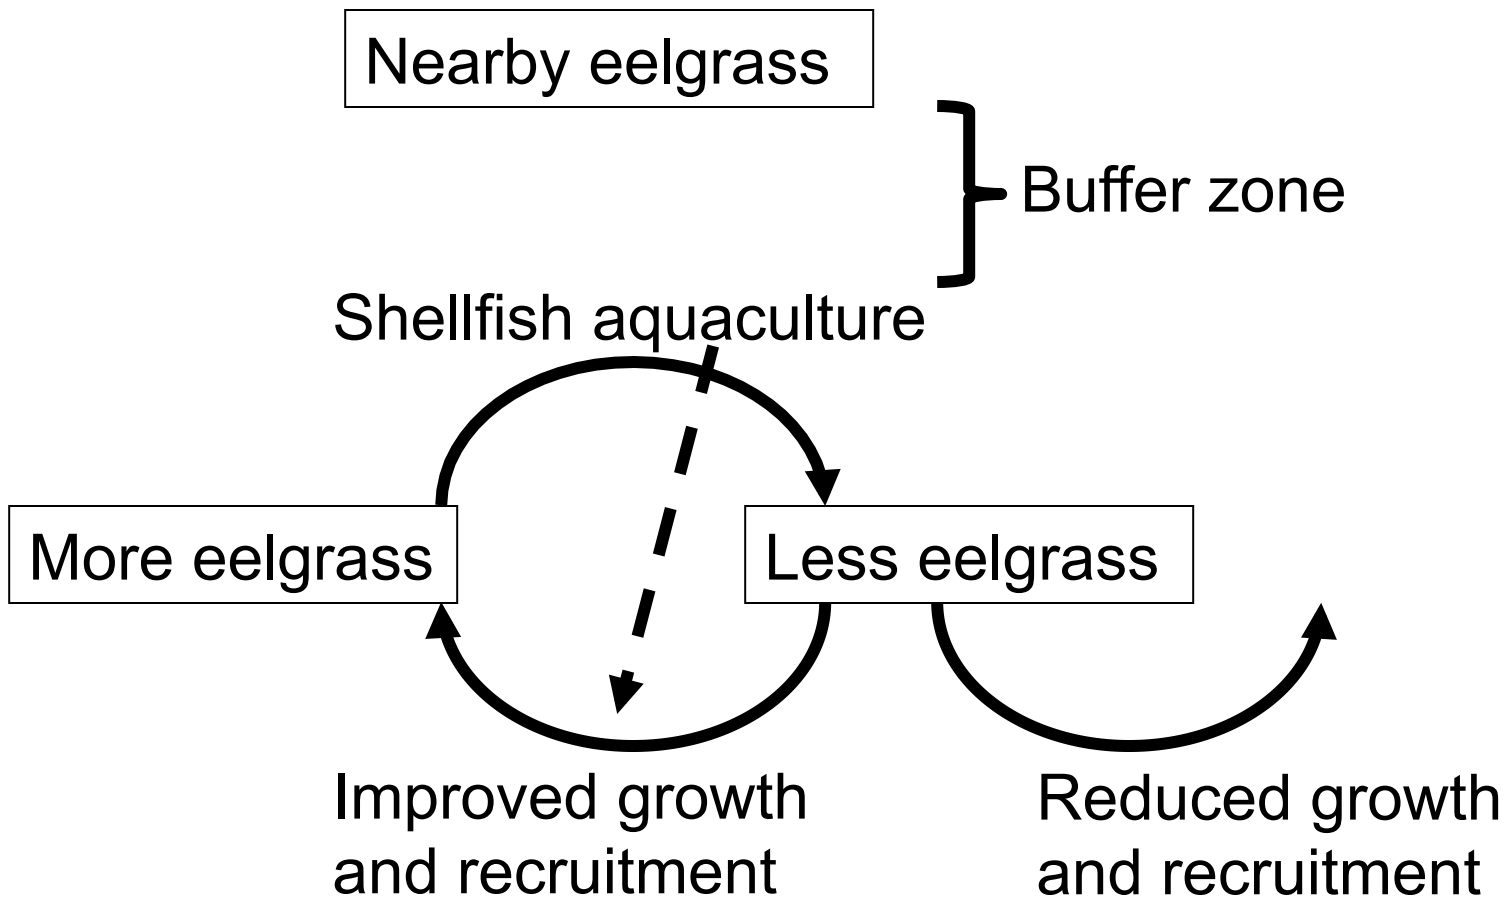 Nearby eelgrass
Buffer zone
Shellfish aquaculture
More eelgrass
Less eelgrass
Improved growth
and recruitment
Reduced growth
and recruitment